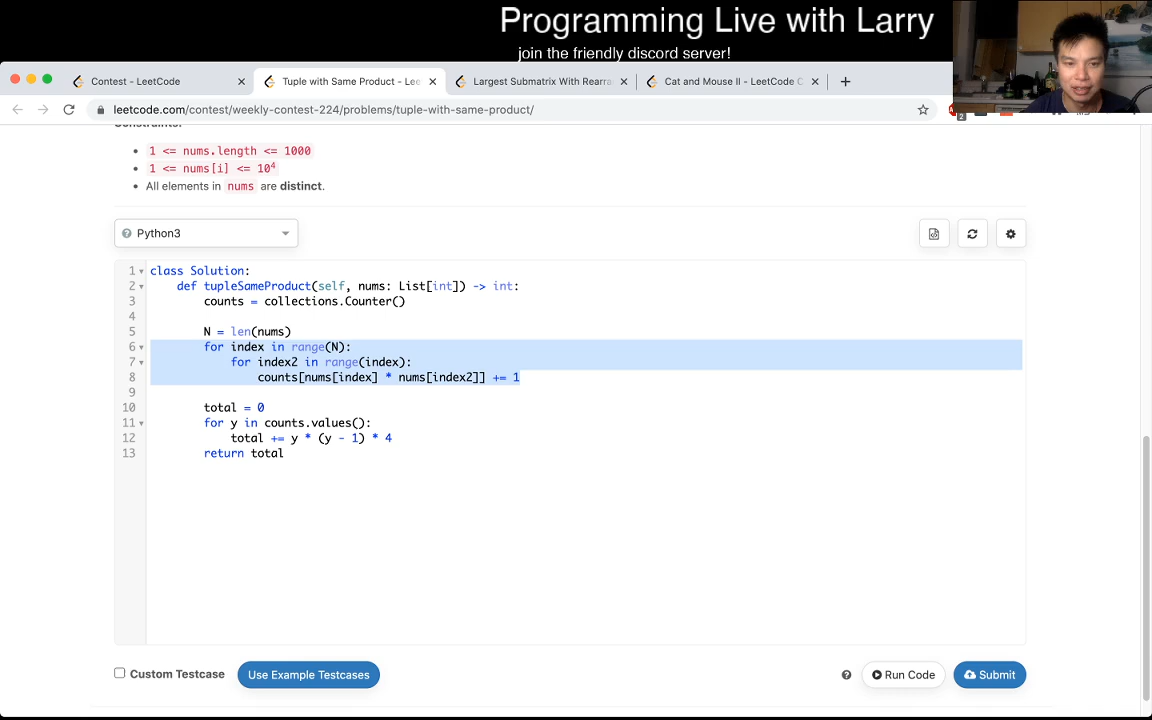 Programming Live with Larry
join the friendly discord server!
Contest - LeetCode
Tuple with Same Product - Lee
Largest Submatrix With Rearra
Cat and Mouse II - LeetCode C
leetcode.com/contest/weekly-contest-224/problems/tuple-with-same-product/
2
Constraints:
1 <= nums.length <= 1000
1 <= nums[i] <= 10⁴
All elements in nums are distinct.
Python3
1 class Solution:
2 def tupleSameProduct(self, nums: List[int]) -> int:
3 counts = collections.Counter()
4
5 N = len(nums)
6 for index in range(N):
7 for index2 in range(index):
8 counts[nums[index] * nums[index2]] += 1
9
10 total = 0
11 for y in counts.values():
12 total += y * (y - 1) * 4
13 return total
Custom Testcase
Use Example Testcases
Run Code
Submit